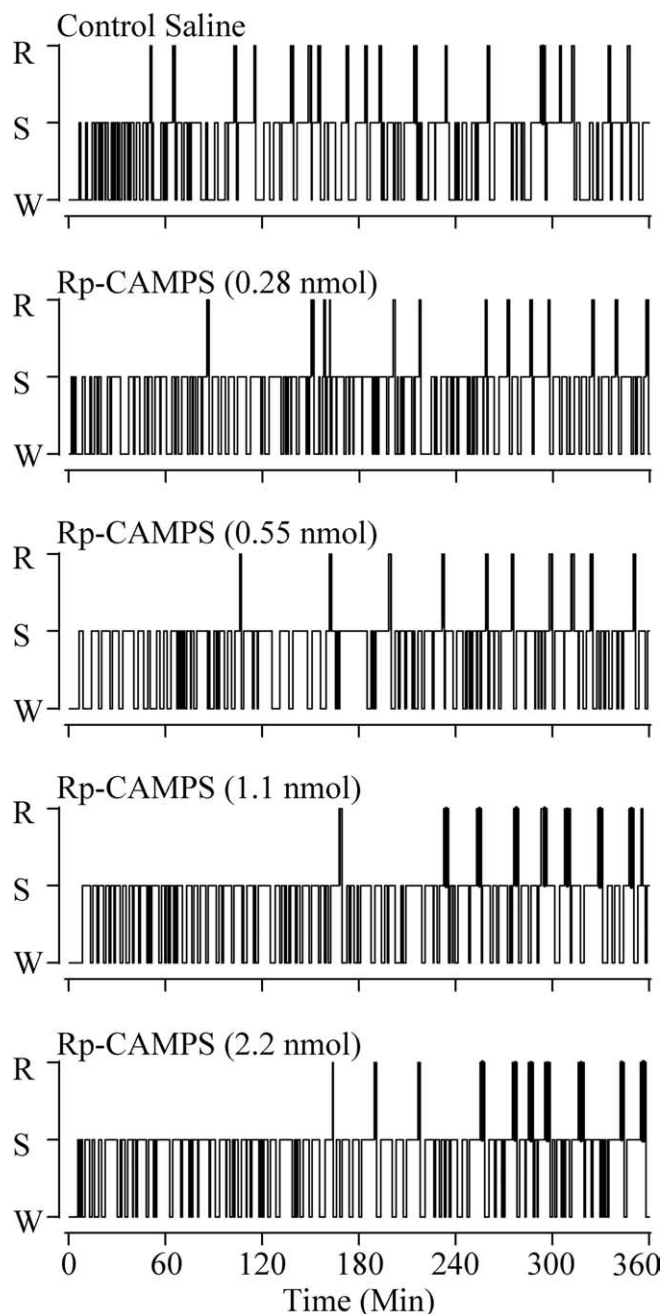 Control Saline
R
S
W
Rp-CAMPS (0.28 nmol)
R
S
W
Rp-CAMPS (0.55 nmol)
R
S
W
Rp-CAMPS (1.1 nmol)
R
S
W
Rp-CAMPS (2.2 nmol)
R
S
W
0 60 120 180 240 300 360
Time (Min)